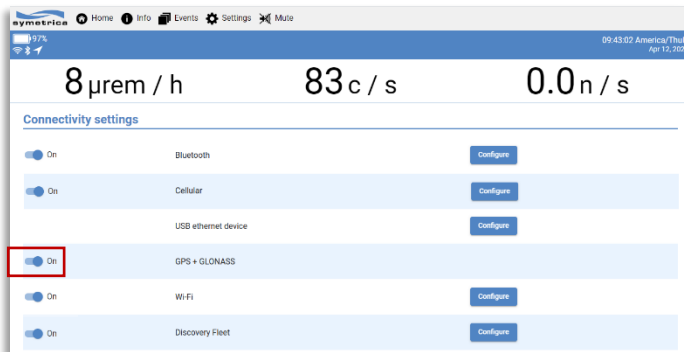 symetrica Home Info Events Settings Mute
97%
09:43:02 America/Thul
Apr 12, 202
8 µrem / h 83 c / s 0.0 n / s
Connectivity settings
On Bluetooth Configure
On Cellular Configure
USB ethernet device Configure
On GPS + GLONASS
On Wi-Fi Configure
On Discovery Fleet Configure